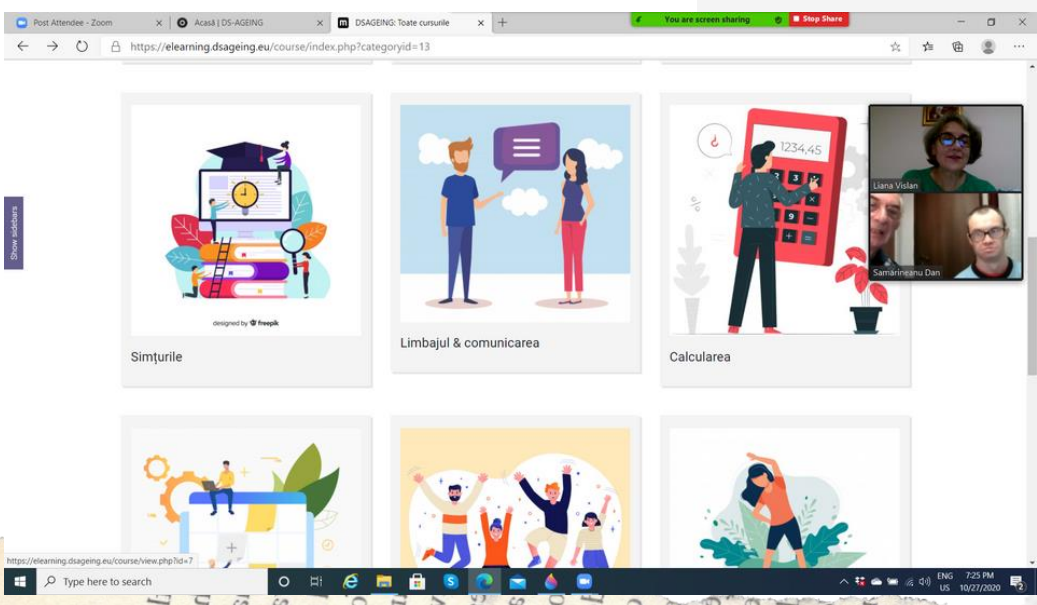 Post Attendee - Zoom
Acasă | DS-AGEING
DSAGEING: Toate cursurile
You are screen sharing
Stop Share
https://elearning.dsageing.eu/course/index.php?categoryid=13
Show sidebars
designed by freepik
Simțurile
Limbajul & comunicarea
1234,45
Calcularea
Liana Vislan
Samarineanu Dan
https://elearning.dsageing.eu/course/view.php?id=7
Type here to search
ENG 7:25 PM
US 10/27/2020